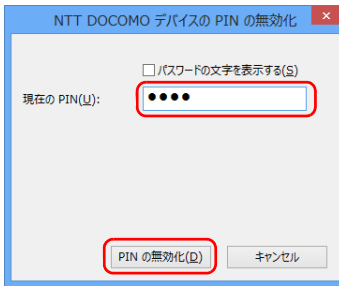 NTT DOCOMO デバイスの PIN の無効化
パスワードの文字を表示する(S)
現在の PIN(U):
●●●●
PIN の無効化(D)
キャンセル